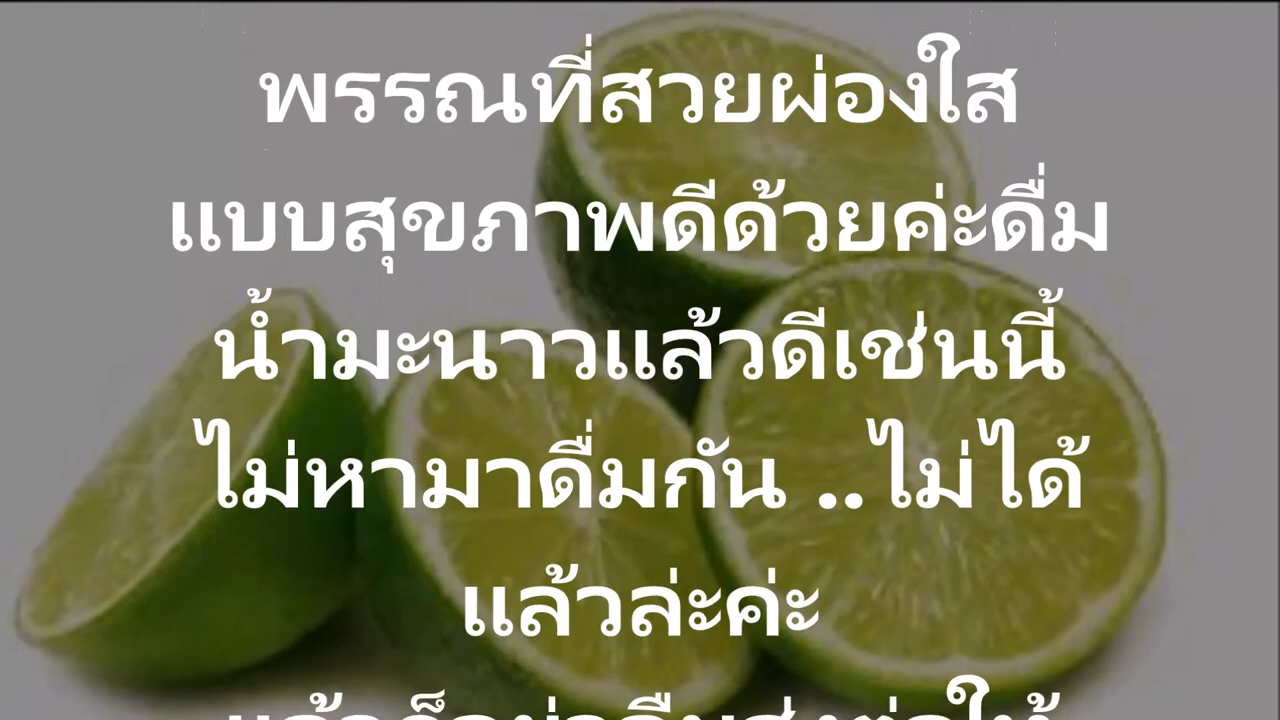 พรรณที่สวยผ่องใส
แบบสุขภาพดีด้วยค่ะดื่ม
น้ำมะนาวแล้วดีเช่นนี้
ไม่หามาดื่มกัน ..ไม่ได้
แล้วล่ะค่ะ